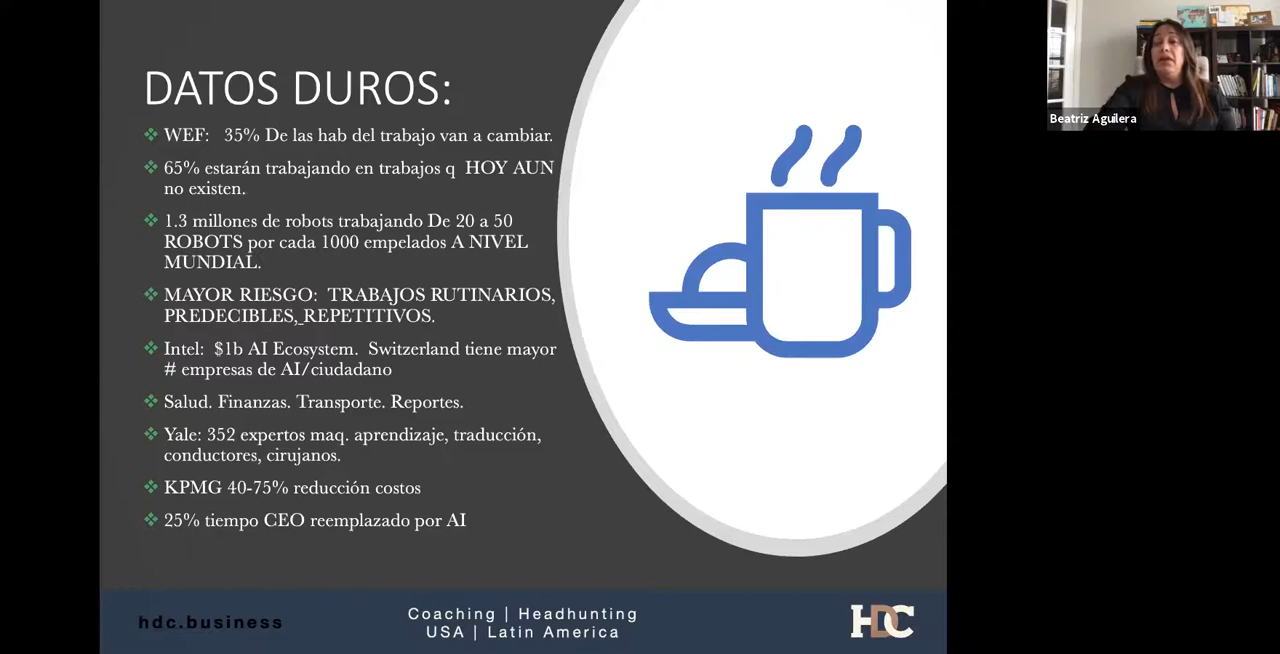 DATOS DUROS:
WEF: 35% De las hab del trabajo van a cambiar.
65% estarán trabajando en trabajos q HOY AUN
no existen.
1.3 millones de robots trabajando De 20 a 50
ROBOTS por cada 1000 empelados A NIVEL
MUNDIAL.
MAYOR RIESGO: TRABAJOS RUTINARIOS,
PREDECIBLES,_REPETITIVOS.
Intel: $1b AI Ecosystem. Switzerland tiene mayor
# empresas de AI/ciudadano
Salud. Finanzas. Transporte. Reportes.
Yale: 352 expertos maq. aprendizaje, traducción,
conductores, cirujanos.
KPMG 40-75% reducción costos
25% tiempo CEO reemplazado por AI
hdc.business
Coaching | Headhunting
USA | Latin America
HDC
Beatriz Aguilera